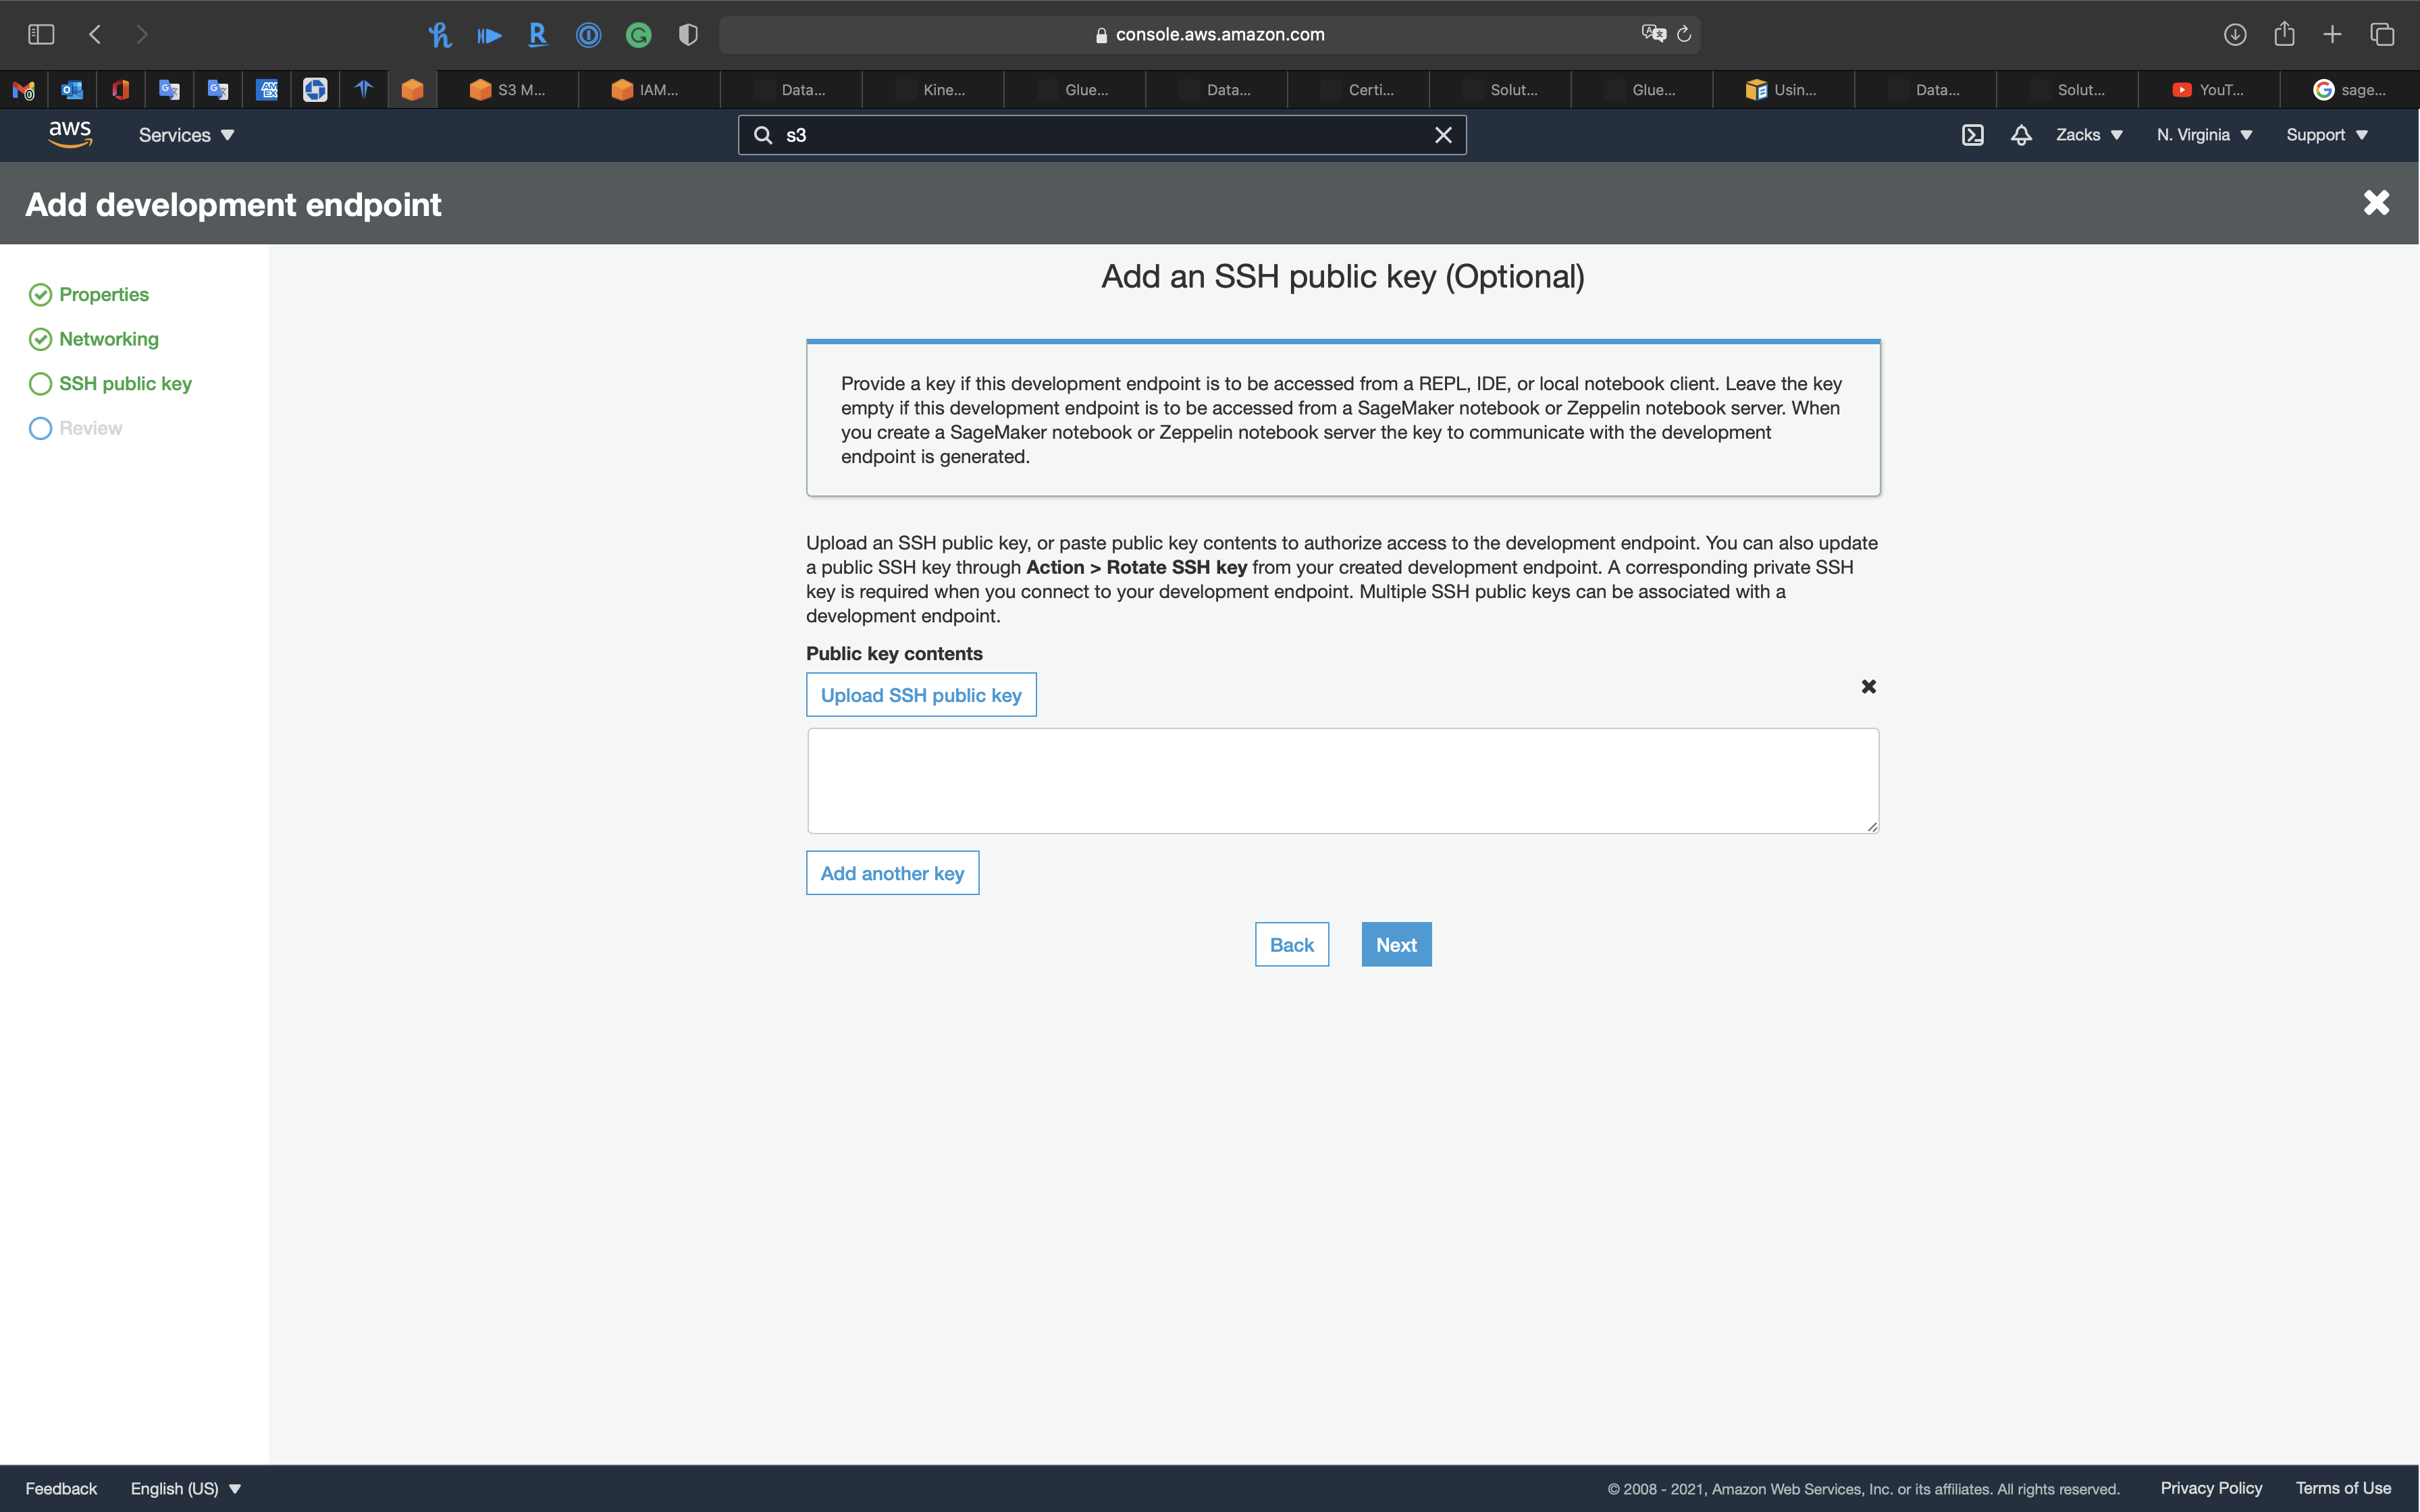 console.aws.amazon.com
S3 M...
IAM...
Data...
Kine...
Glue...
Data...
Certi...
Solut...
Glue...
Usin...
Data...
Solut...
YouT...
sage...
aws
Services
s3
Zacks
N. Virginia
Support
Add development endpoint
Properties
Networking
SSH public key
Review
Add an SSH public key (Optional)
Provide a key if this development endpoint is to be accessed from a REPL, IDE, or local notebook client. Leave the key
empty if this development endpoint is to be accessed from a SageMaker notebook or Zeppelin notebook server. When
you create a SageMaker notebook or Zeppelin notebook server the key to communicate with the development
endpoint is generated.
Upload an SSH public key, or paste public key contents to authorize access to the development endpoint. You can also update
a public SSH key through Action > Rotate SSH key from your created development endpoint. A corresponding private SSH
key is required when you connect to your development endpoint. Multiple SSH public keys can be associated with a
development endpoint.
Public key contents
Upload SSH public key
Add another key
Back
Next
Feedback
English (US)
© 2008 - 2021, Amazon Web Services, Inc. or its affiliates. All rights reserved.
Privacy Policy
Terms of Use